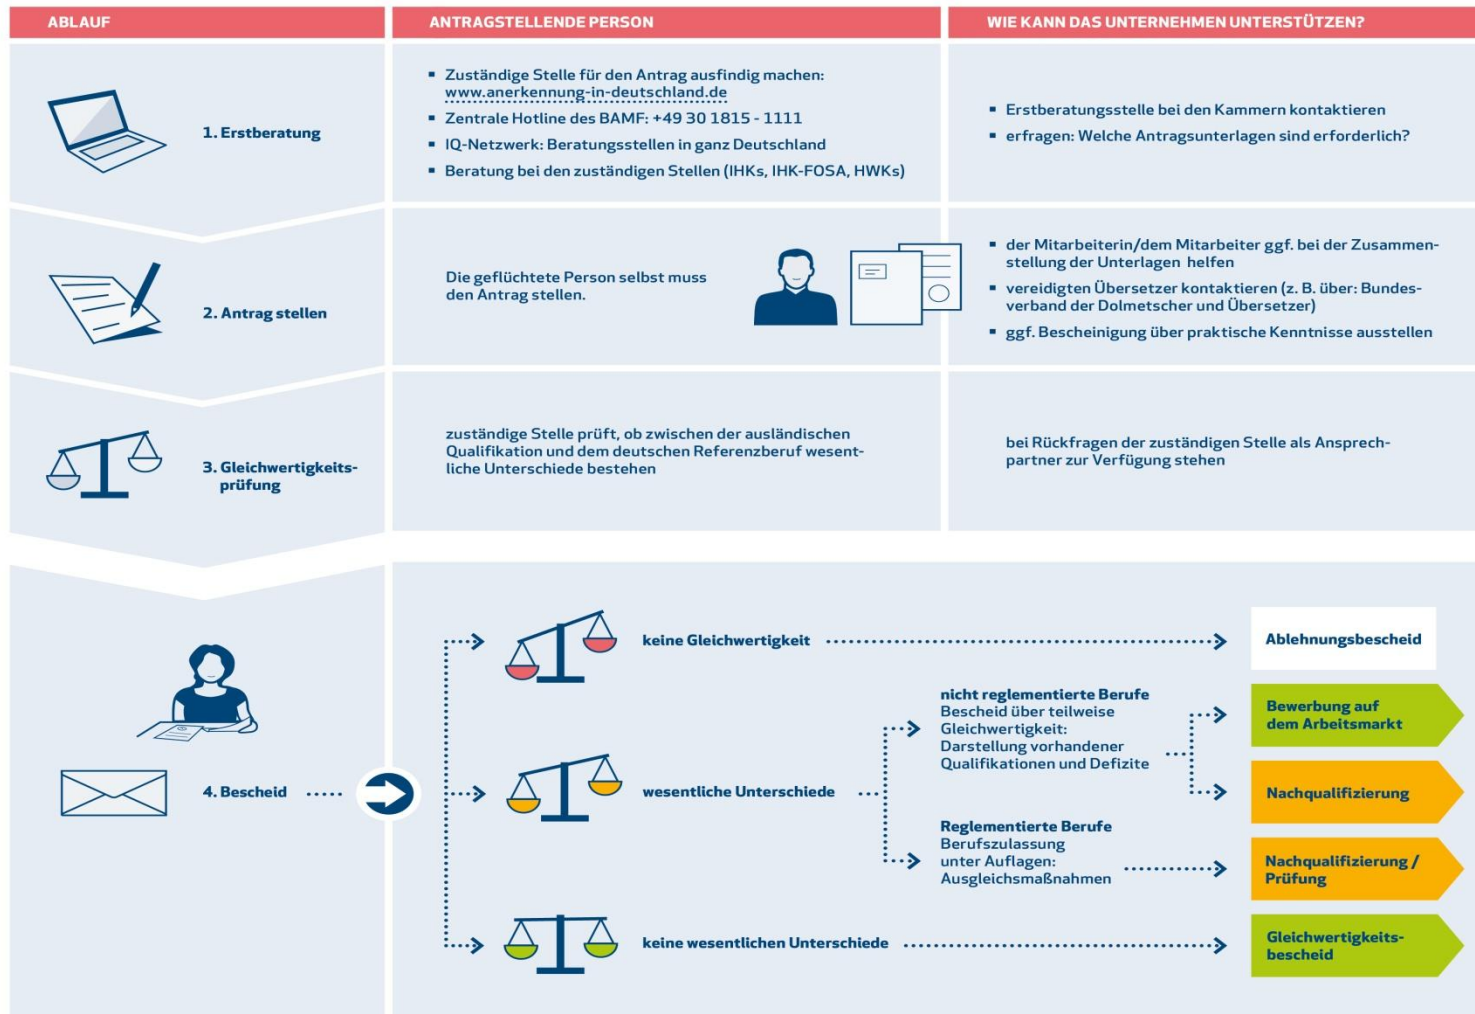 ABLAUF
ANTRAGSTELLENDE PERSON
WIE KANN DAS UNTERNEHMEN UNTERSTÜTZEN?
1. Erstberatung
▪ Zuständige Stelle für den Antrag ausfindig machen:
www.anerkennung-in-deutschland.de
▪ Zentrale Hotline des BAMF: +49 30 1815 - 1111
▪ IQ-Netzwerk: Beratungsstellen in ganz Deutschland
▪ Beratung bei den zuständigen Stellen (IHKs, IHK-FOSA, HWKs)
▪ Erstberatungsstelle bei den Kammern kontaktieren
▪ erfragen: Welche Antragsunterlagen sind erforderlich?
2. Antrag stellen
Die geflüchtete Person selbst muss
den Antrag stellen.
▪ der Mitarbeiterin/dem Mitarbeiter ggf. bei der Zusammen-
stellung der Unterlagen helfen
▪ vereidigten Übersetzer kontaktieren (z. B. über: Bundes-
verband der Dolmetscher und Übersetzer)
▪ ggf. Bescheinigung über praktische Kenntnisse ausstellen
3. Gleichwertigkeits-
prüfung
zuständige Stelle prüft, ob zwischen der ausländischen
Qualifikation und dem deutschen Referenzberuf wesent-
liche Unterschiede bestehen
bei Rückfragen der zuständigen Stelle als Ansprech-
partner zur Verfügung stehen
4. Bescheid
keine Gleichwertigkeit
Ablehnungsbescheid
wesentliche Unterschiede
nicht reglementierte Berufe
Bescheid über teilweise
Gleichwertigkeit:
Darstellung vorhandener
Qualifikationen und Defizite
Bewerbung auf
dem Arbeitsmarkt
Nachqualifizierung
Reglementierte Berufe
Berufszulassung
unter Auflagen:
Ausgleichsmaßnahmen
Nachqualifizierung /
Prüfung
keine wesentlichen Unterschiede
Gleichwertigkeits-
bescheid